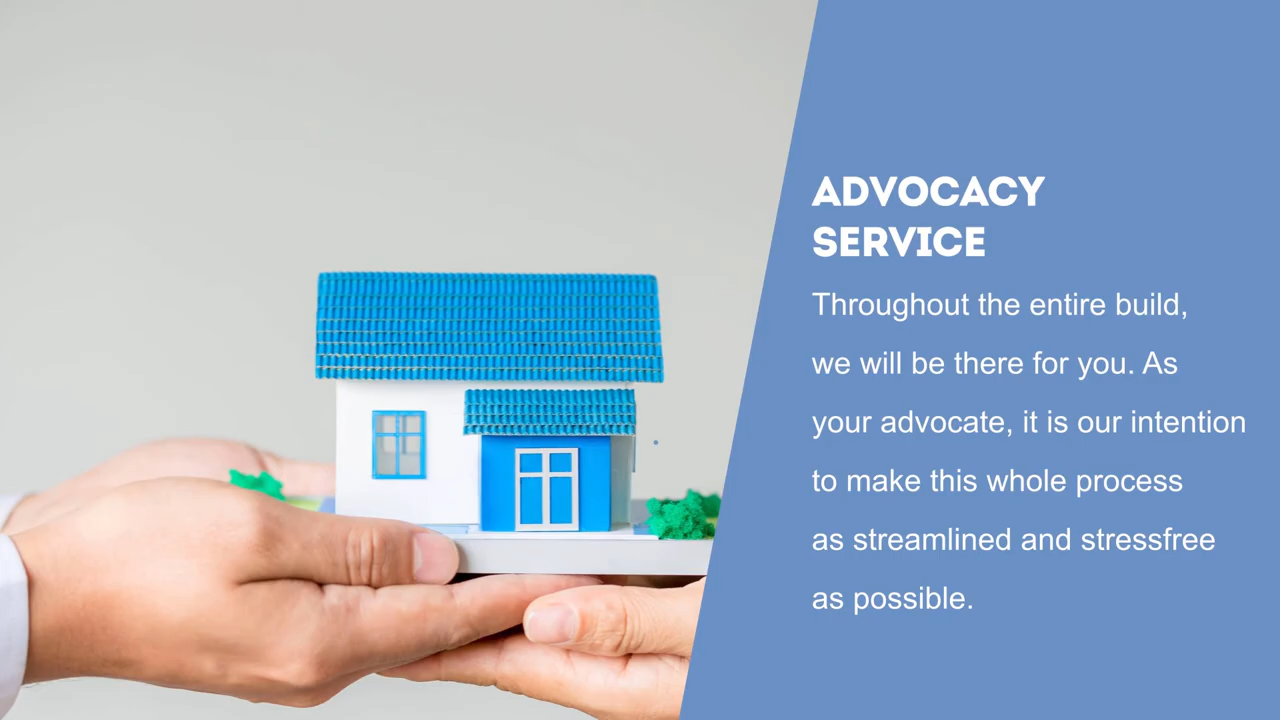 ADVOCACY
SERVICE
Throughout the entire build,
we will be there for you. As
your advocate, it is our intention
to make this whole process
as streamlined and stressfree
as possible.